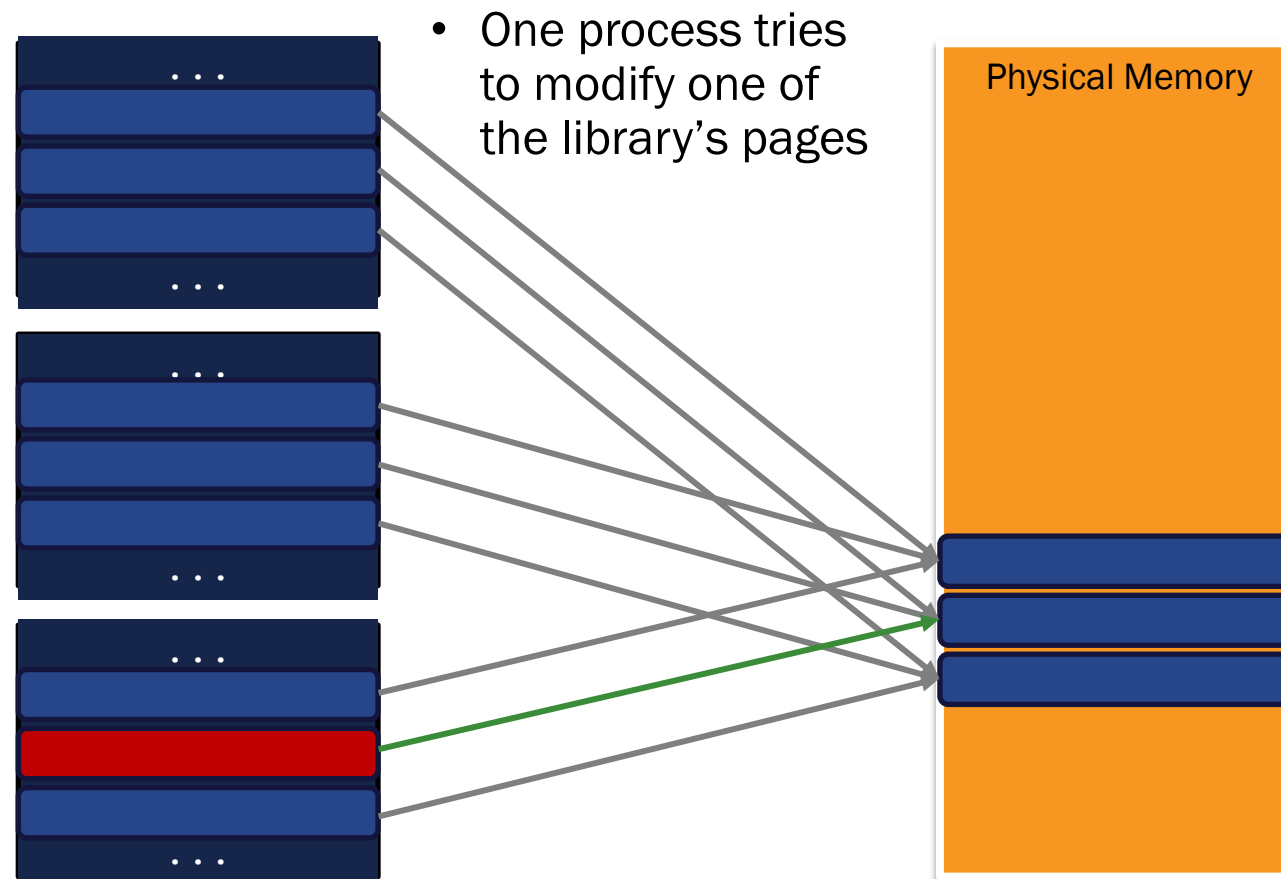 • One process tries
to modify one of
the library’s pages
Physical Memory
. . .
. . .
. . .
. . .
. . .
. . .